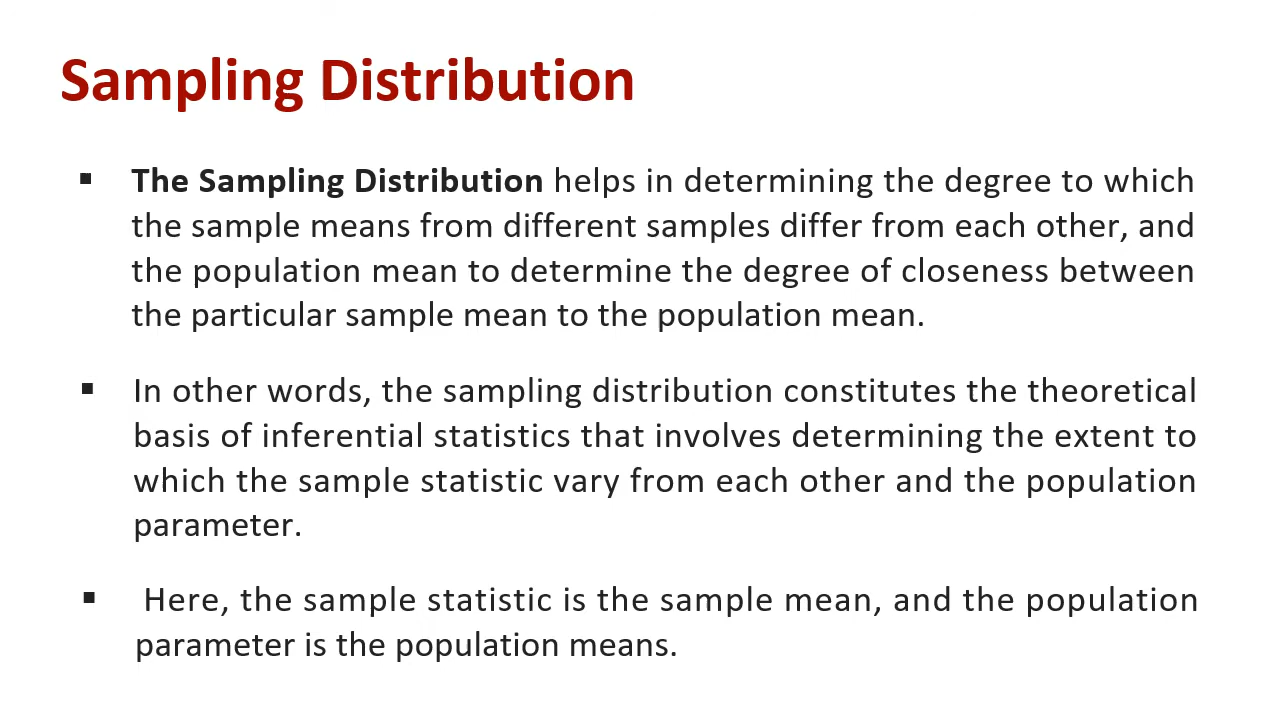 Sampling Distribution
▪ The Sampling Distribution helps in determining the degree to which
the sample means from different samples differ from each other, and
the population mean to determine the degree of closeness between
the particular sample mean to the population mean.
▪ In other words, the sampling distribution constitutes the theoretical
basis of inferential statistics that involves determining the extent to
which the sample statistic vary from each other and the population
parameter.
▪ Here, the sample statistic is the sample mean, and the population
parameter is the population means.